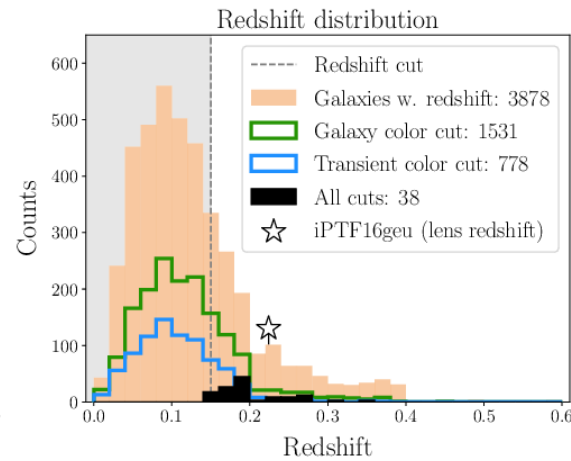 Redshift distribution
600
500
400
300
200
100
0
Counts
Redshift cut
Galaxies w. redshift: 3878
Galaxy color cut: 1531
Transient color cut: 778
All cuts: 38
iPTF16geu (lens redshift)
0.0 0.1 0.2 0.3 0.4 0.5 0.6
Redshift